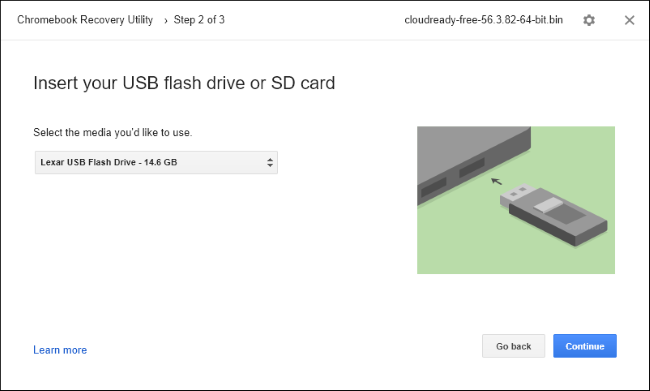 Chromebook Recovery Utility › Step 2 of 3 cloudready-free-56.3.82-64-bit.bin
Insert your USB flash drive or SD card
Select the media you'd like to use.
Lexar USB Flash Drive - 14.6 GB
Learn more Go back Continue